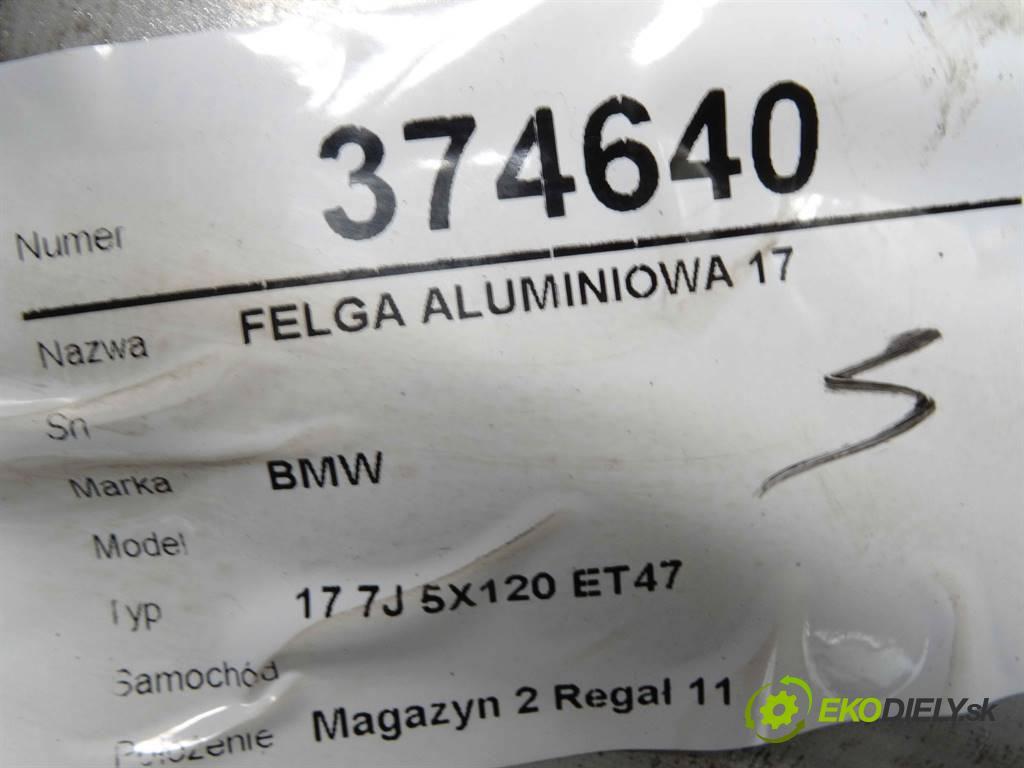 Numer 374640
Nazwa FELGA ALUMINIOWA 17
Sn
Marka BMW
Model
Typ 17 7J 5X120 ET47
Samochód
Położenie Magazyn 2 Regał 11
EKODIELY.sk